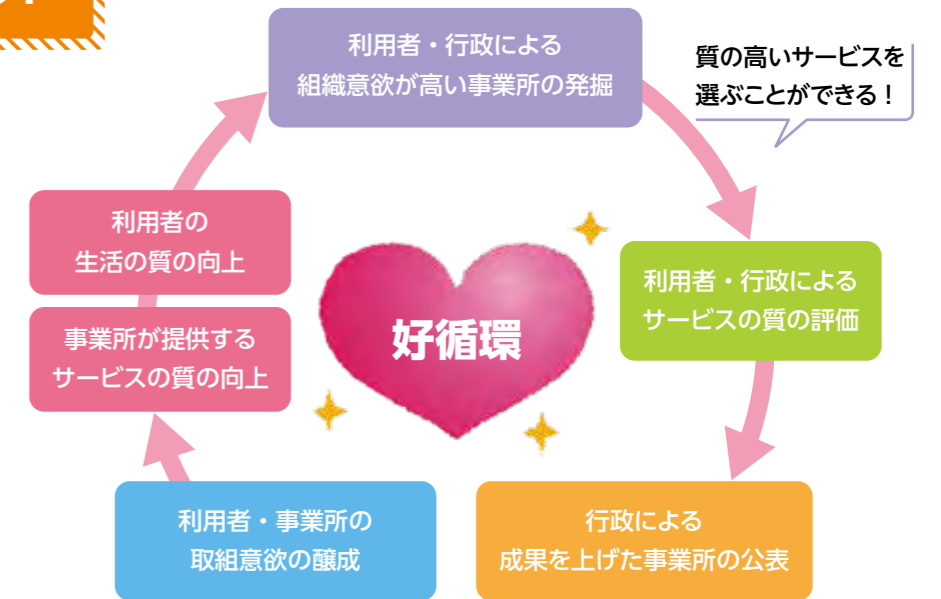 利用者・行政による
組織意欲が高い事業所の発掘
質の高いサービスを
選ぶことができる！
利用者の
生活の質の向上
利用者・行政による
サービスの質の評価
事業所が提供する
サービスの質の向上
好循環
利用者・事業所の
取組意欲の醸成
行政による
成果を上げた事業所の公表